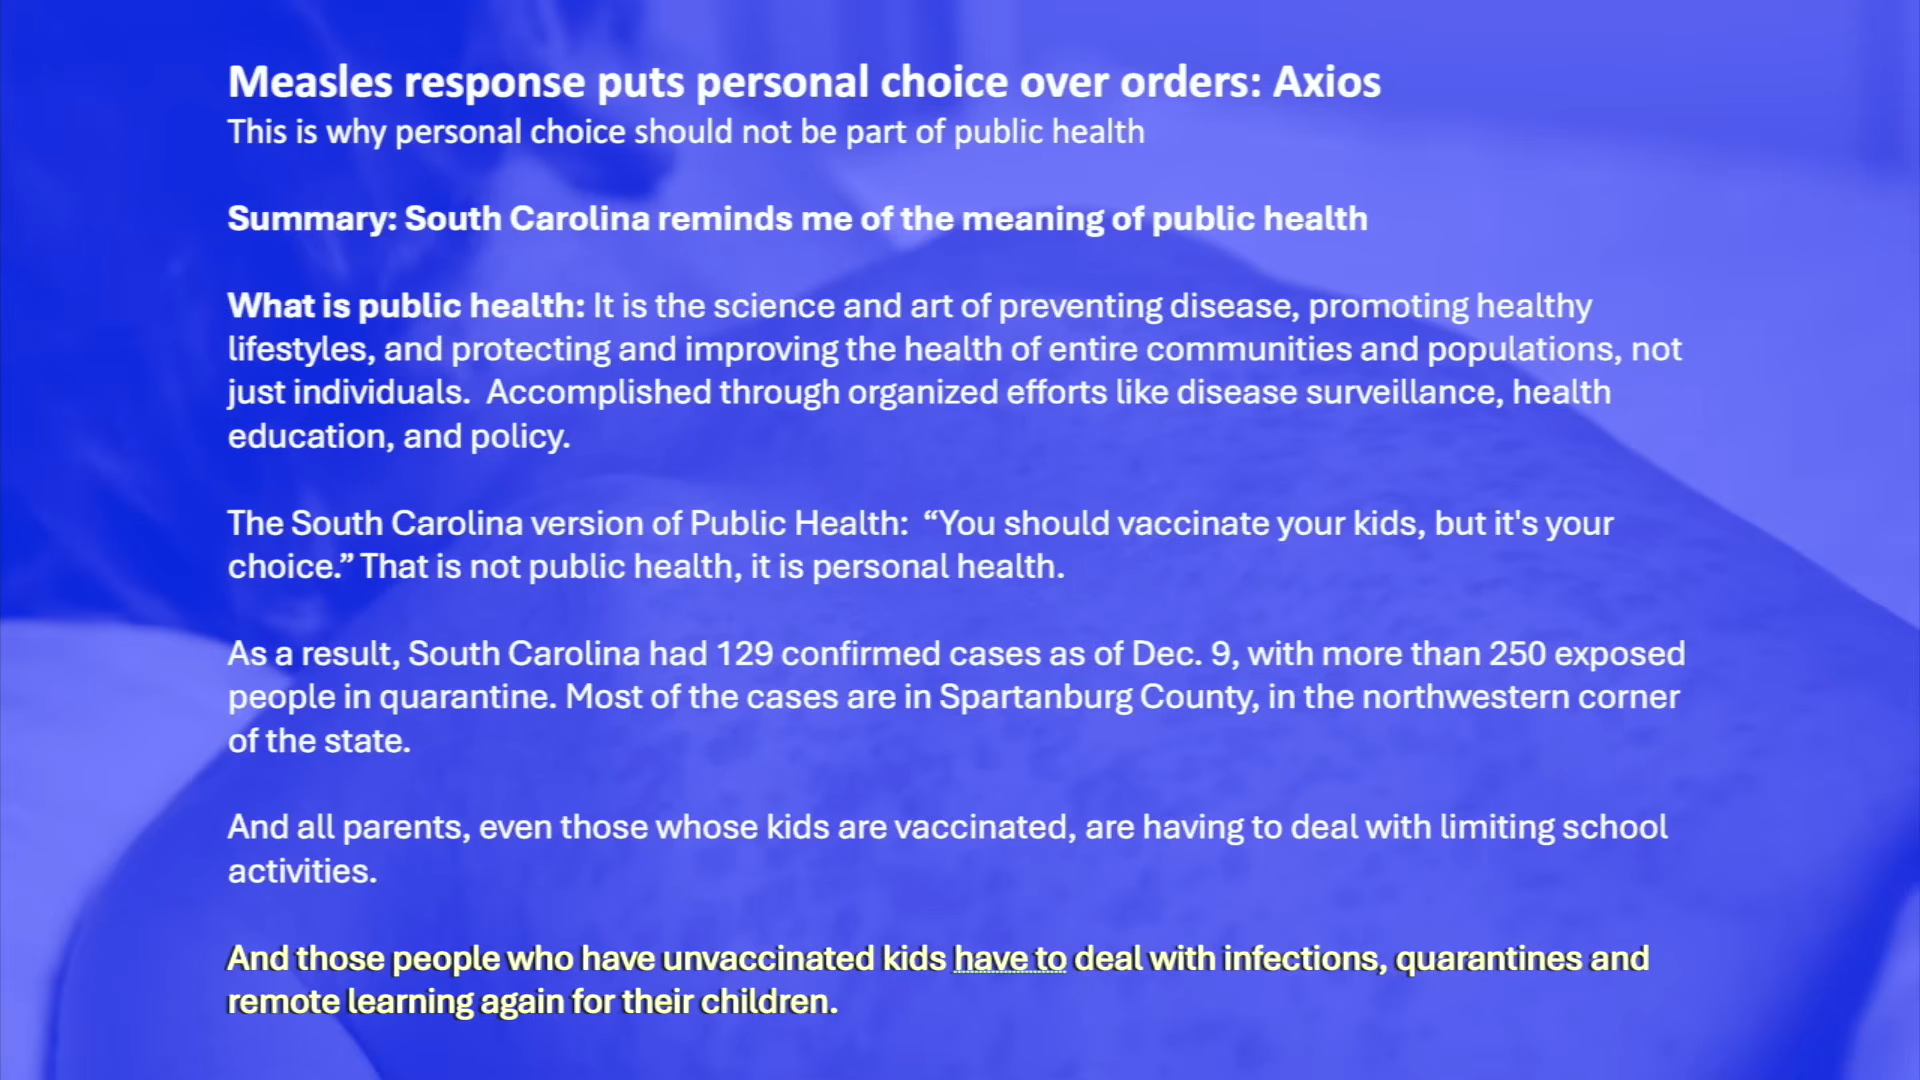 Measles response puts personal choice over orders: Axios
This is why personal choice should not be part of public health
Summary: South Carolina reminds me of the meaning of public health
What is public health: It is the science and art of preventing disease, promoting healthy
lifestyles, and protecting and improving the health of entire communities and populations, not
just individuals.  Accomplished through organized efforts like disease surveillance, health
education, and policy.
The South Carolina version of Public Health:  “You should vaccinate your kids, but it's your
choice.” That is not public health, it is personal health.
As a result, South Carolina had 129 confirmed cases as of Dec. 9, with more than 250 exposed
people in quarantine. Most of the cases are in Spartanburg County, in the northwestern corner
of the state.
And all parents, even those whose kids are vaccinated, are having to deal with limiting school
activities.
And those people who have unvaccinated kids have to deal with infections, quarantines and
remote learning again for their children.